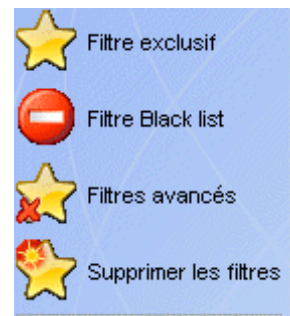 Filtre exclusif
Filtre Black list
Filtres avancés
Supprimer les filtres